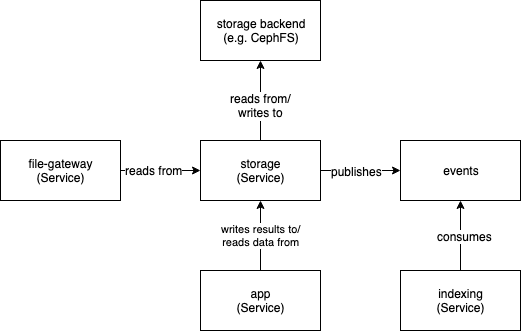 storage backend
(e.g. CephFS)
reads from/
writes to
file-gateway
(Service)
reads from
storage
(Service)
publishes
events
writes results to/
reads data from
consumes
app
(Service)
indexing
(Service)